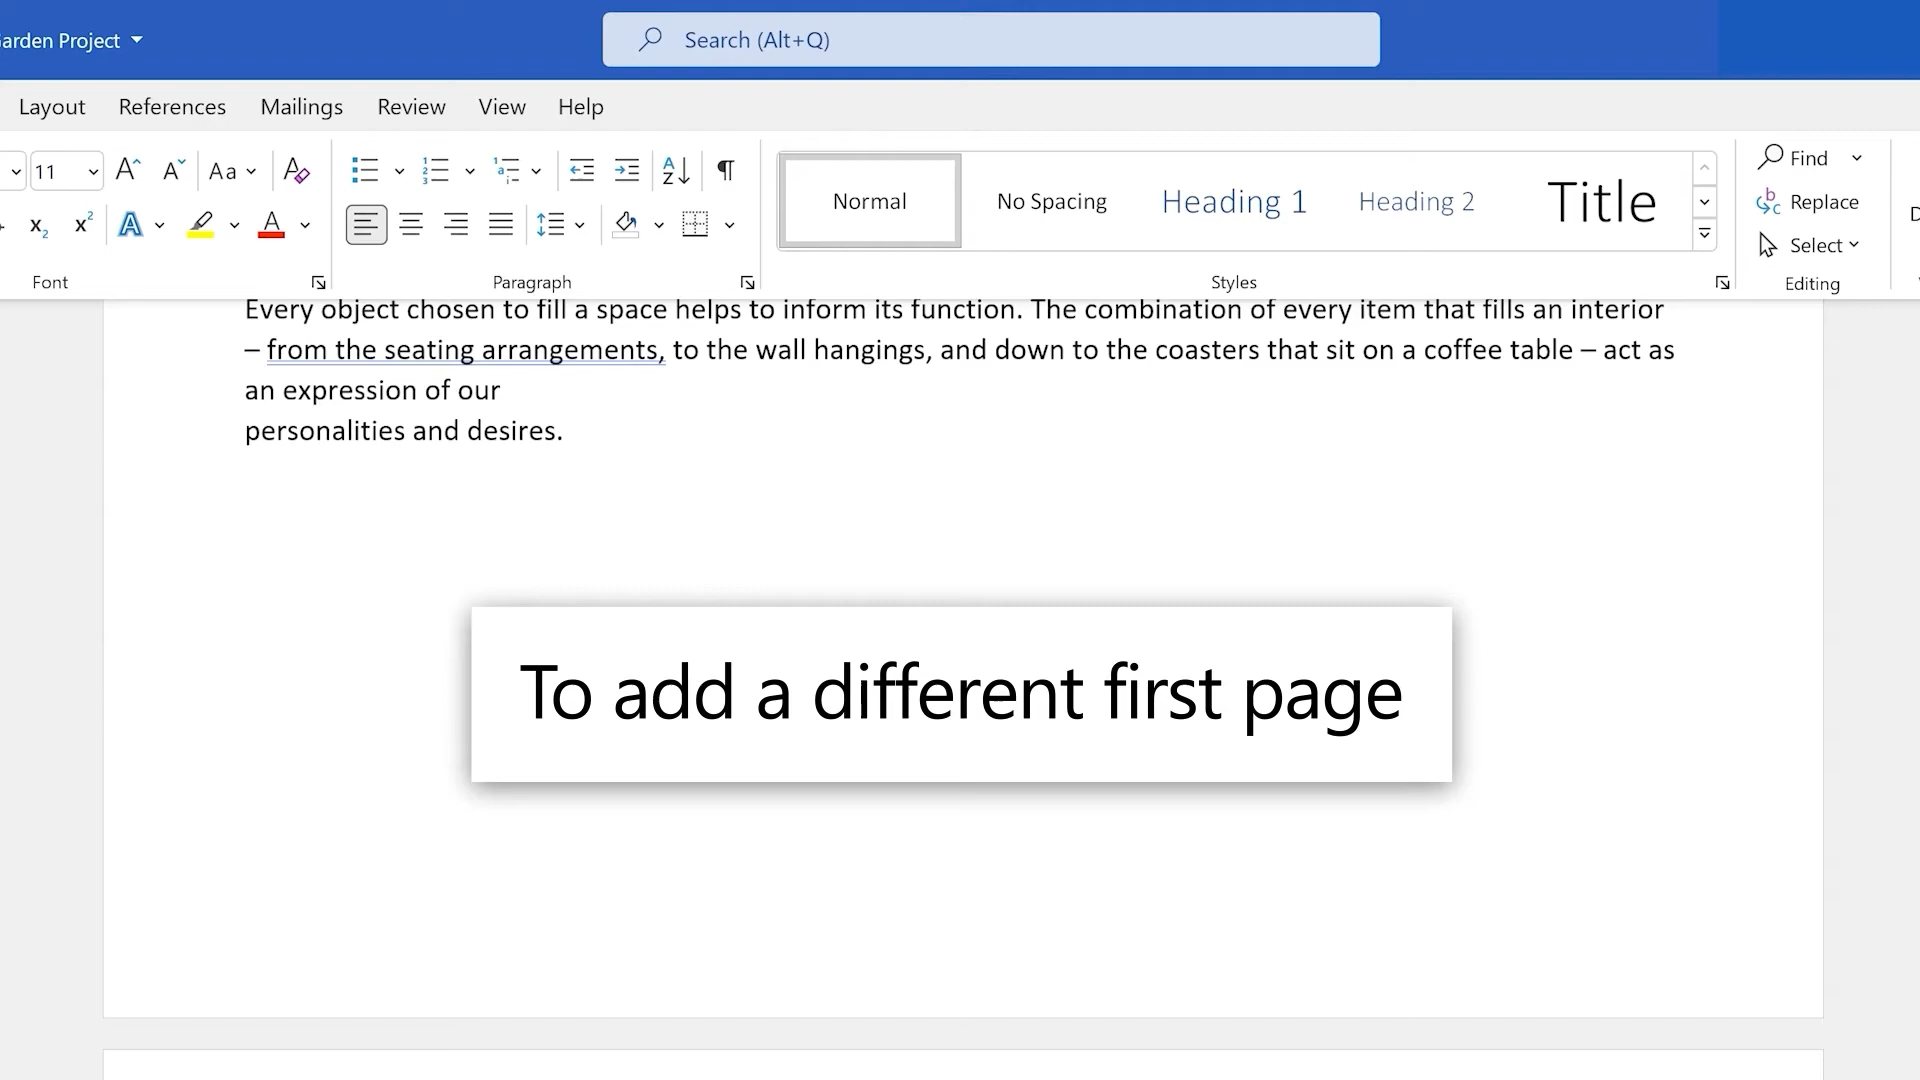 arden Project
Search (Alt+Q)
Layout References Mailings Review View Help
11 Aa
Find
Normal No Spacing Heading 1 Heading 2 Title
Replace
Select
Font Paragraph Styles Editing
Every object chosen to fill a space helps to inform its function. The combination of every item that fills an interior
– from the seating arrangements, to the wall hangings, and down to the coasters that sit on a coffee table – act as
an expression of our
personalities and desires.
To add a different first page